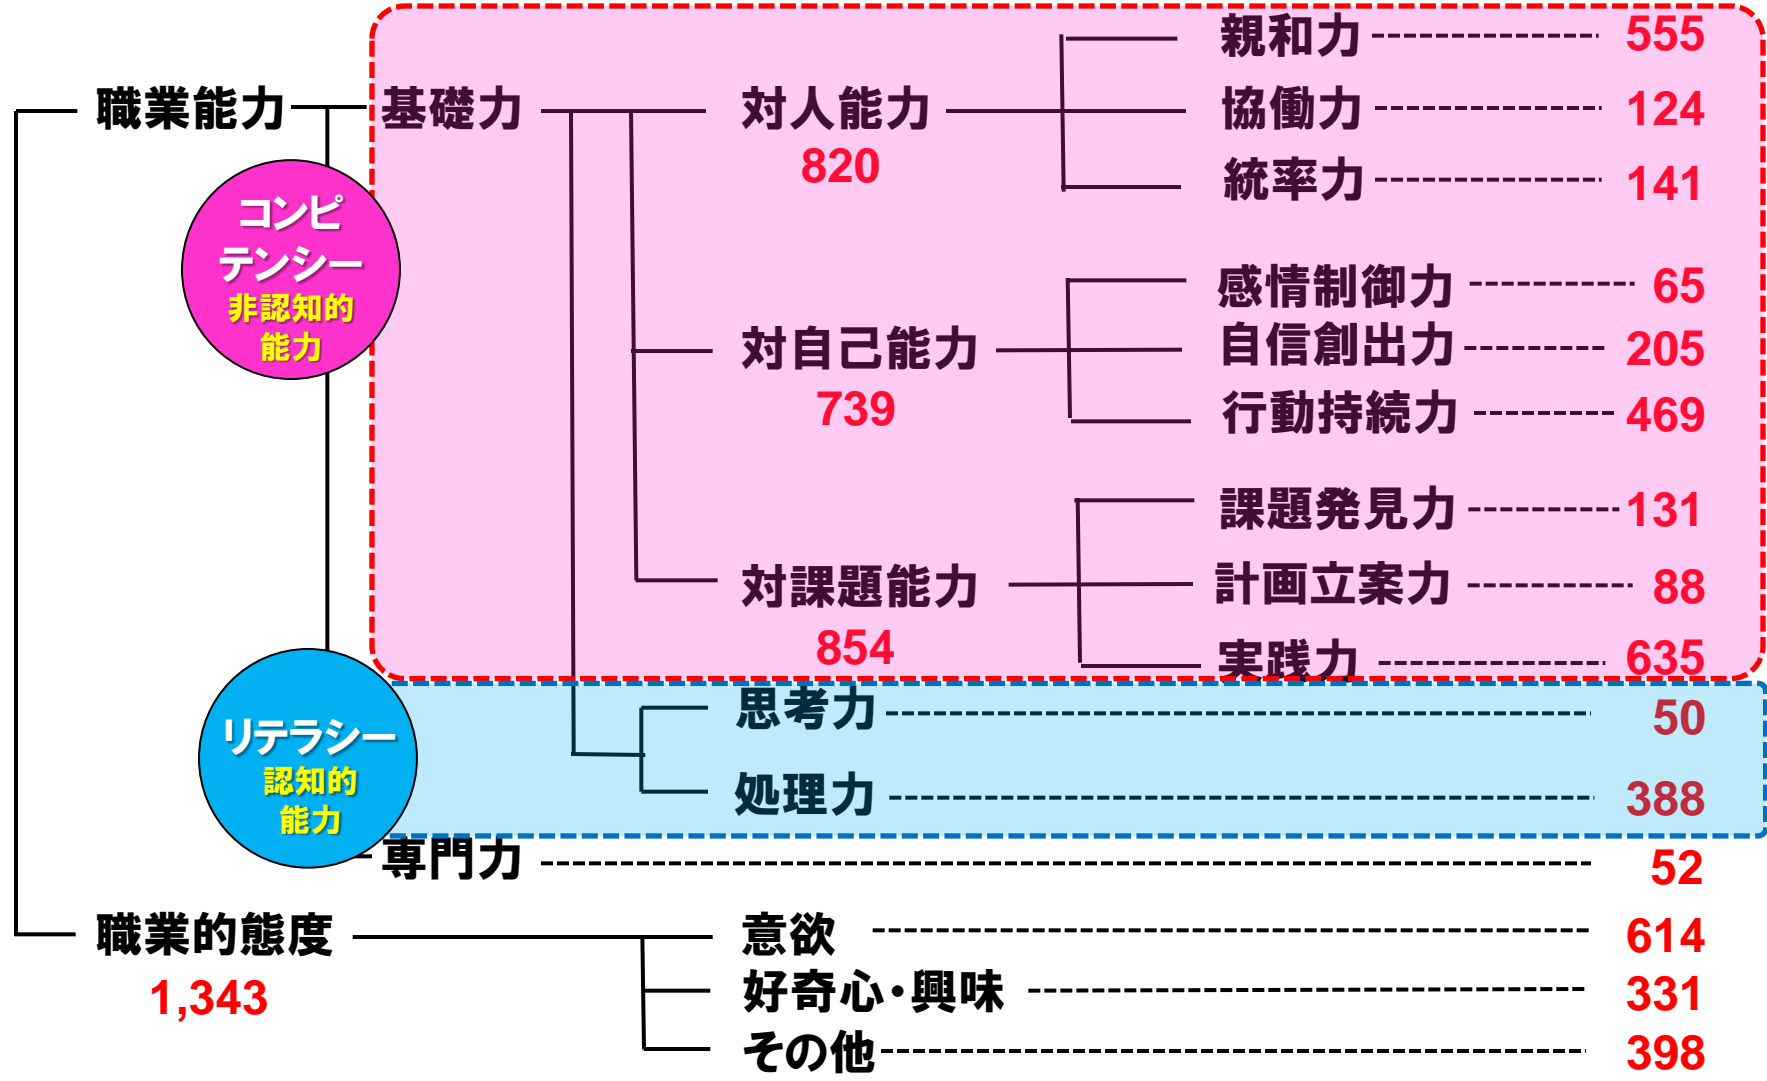 親和力 555
職業能力 基礎力 対人能力 協働力 124
820
統率力 141
コンピ
テンシー
非認知的
能力
感情制御力 65
対自己能力 自信創出力 205
739
行動持続力 469
課題発見力 131
対課題能力 計画立案力 88
854
実践力 635
思考力 50
リテラシー
認知的
能力
処理力 388
専門力 52
職業的態度 意欲 614
1,343
好奇心・興味 331
その他 398